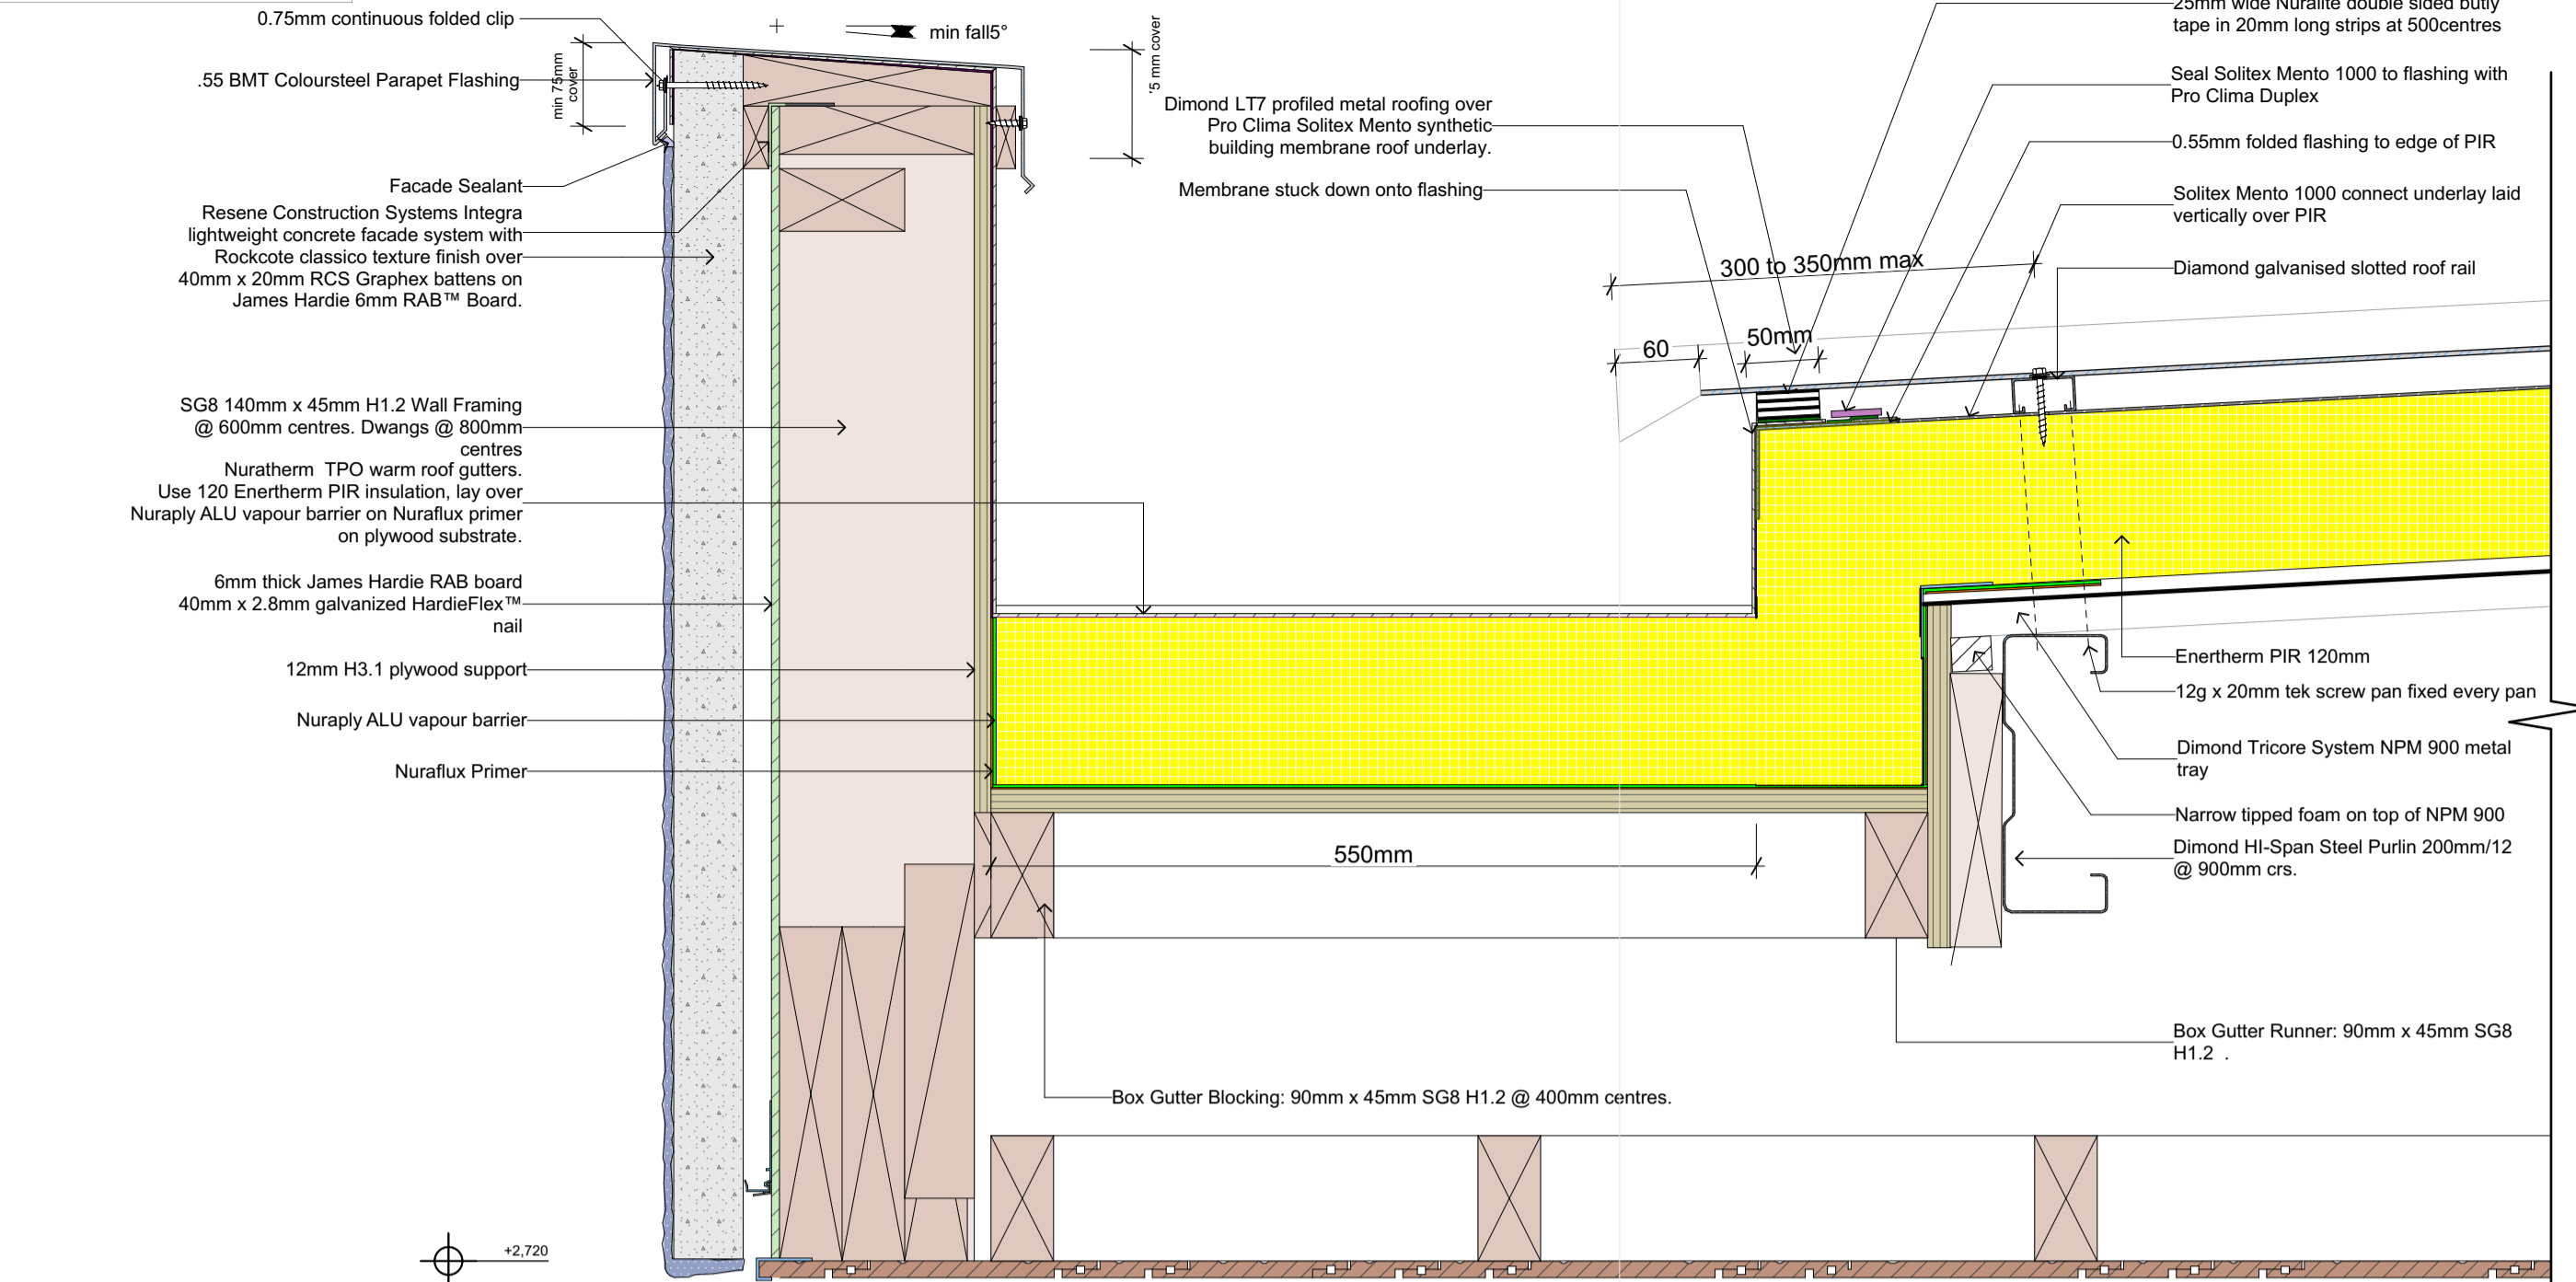 0.75mm continuous folded clip
.55 BMT Coloursteel Parapet Flashing
min 75mm
cover
min fall5°
5 mm cover
Facade Sealant
Resene Construction Systems Integra
lightweight concrete facade system with
Rockcote classico texture finish over
40mm x 20mm RCS Graphex battens on
James Hardie 6mm RAB™ Board.
SG8 140mm x 45mm H1.2 Wall Framing
@ 600mm centres. Dwangs @ 800mm
centres
Nuratherm TPO warm roof gutters.
Use 120 Enertherm PIR insulation, lay over
Nuraply ALU vapour barrier on Nuraflux primer
on plywood substrate.
6mm thick James Hardie RAB board
40mm x 2.8mm galvanized HardieFlex™
nail
12mm H3.1 plywood support
Nuraply ALU vapour barrier
Nuraflux Primer
+2,720
Dimond LT7 profiled metal roofing over
Pro Clima Solitex Mento synthetic
building membrane roof underlay.
Membrane stuck down onto flashing
300 to 350mm max
60
50mm
550mm
Box Gutter Blocking: 90mm x 45mm SG8 H1.2 @ 400mm centres.
25mm wide Nuralite double sided butly
tape in 20mm long strips at 500centres
Seal Solitex Mento 1000 to flashing with
Pro Clima Duplex
0.55mm folded flashing to edge of PIR
Solitex Mento 1000 connect underlay laid
vertically over PIR
Diamond galvanised slotted roof rail
Enertherm PIR 120mm
12g x 20mm tek screw pan fixed every pan
Dimond Tricore System NPM 900 metal
tray
Narrow tipped foam on top of NPM 900
Dimond HI-Span Steel Purlin 200mm/12
@ 900mm crs.
Box Gutter Runner: 90mm x 45mm SG8
H1.2 .